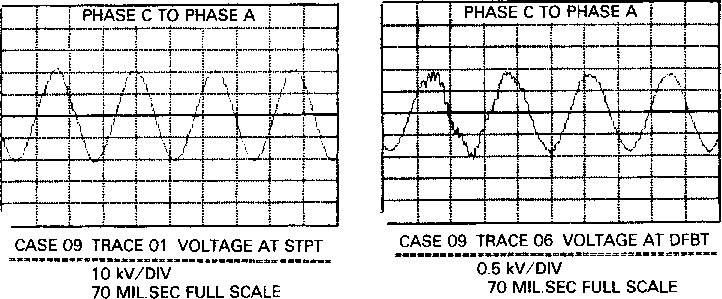 PHASE C TO PHASE A
CASE 09 TRACE 01 VOLTAGE AT STPT
10 kV/DIV
70 MIL.SEC FULL SCALE
PHASE C TO PHASE A
CASE 09 TRACE 06 VOLTAGE AT DFBT
0.5 kV/DIV
70 MIL.SEC FULL SCALE